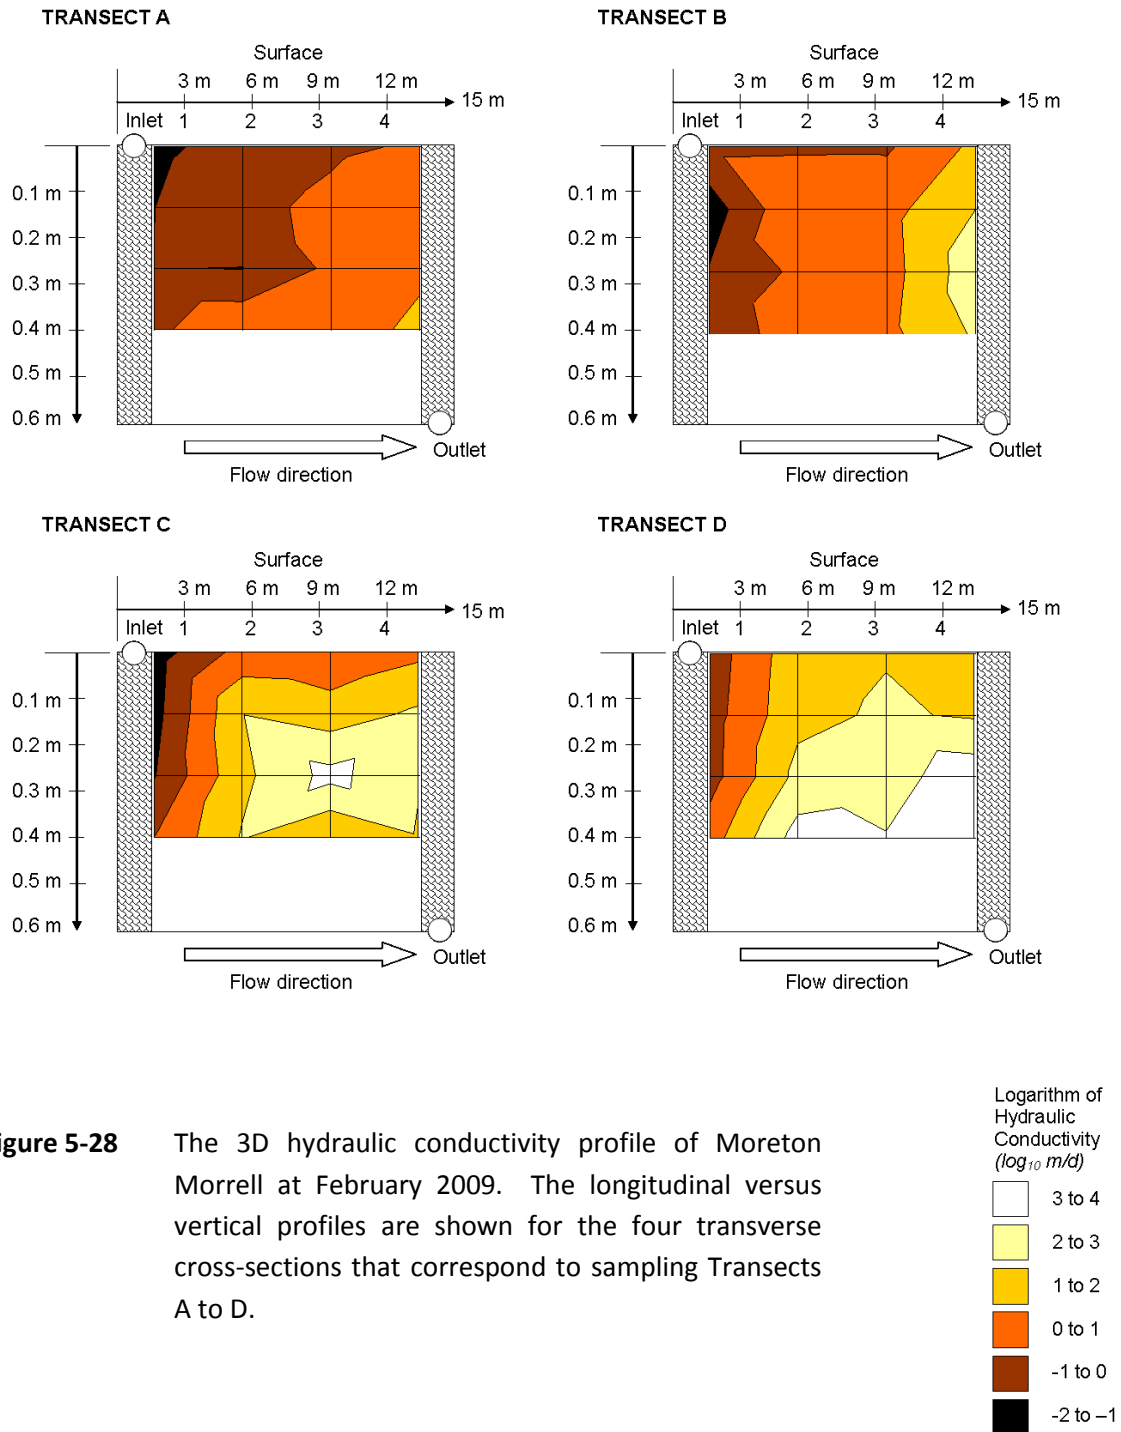 TRANSECT A
Surface
3 m 6 m 9 m 12 m
15 m
Inlet 1 2 3 4
0.1 m
0.2 m
0.3 m
0.4 m
0.5 m
0.6 m
Outlet
Flow direction
TRANSECT B
Surface
3 m 6 m 9 m 12 m
15 m
Inlet 1 2 3 4
0.1 m
0.2 m
0.3 m
0.4 m
0.5 m
0.6 m
Outlet
Flow direction
TRANSECT C
Surface
3 m 6 m 9 m 12 m
15 m
Inlet 1 2 3 4
0.1 m
0.2 m
0.3 m
0.4 m
0.5 m
0.6 m
Outlet
Flow direction
TRANSECT D
Surface
3 m 6 m 9 m 12 m
15 m
Inlet 1 2 3 4
0.1 m
0.2 m
0.3 m
0.4 m
0.5 m
0.6 m
Outlet
Flow direction
igure 5-28 The 3D hydraulic conductivity profile of Moreton
Morrell at February 2009. The longitudinal versus
vertical profiles are shown for the four transverse
cross-sections that correspond to sampling Transects
A to D.
Logarithm of
Hydraulic
Conductivity
(log₁₀ m/d)
3 to 4
2 to 3
1 to 2
0 to 1
-1 to 0
-2 to –1